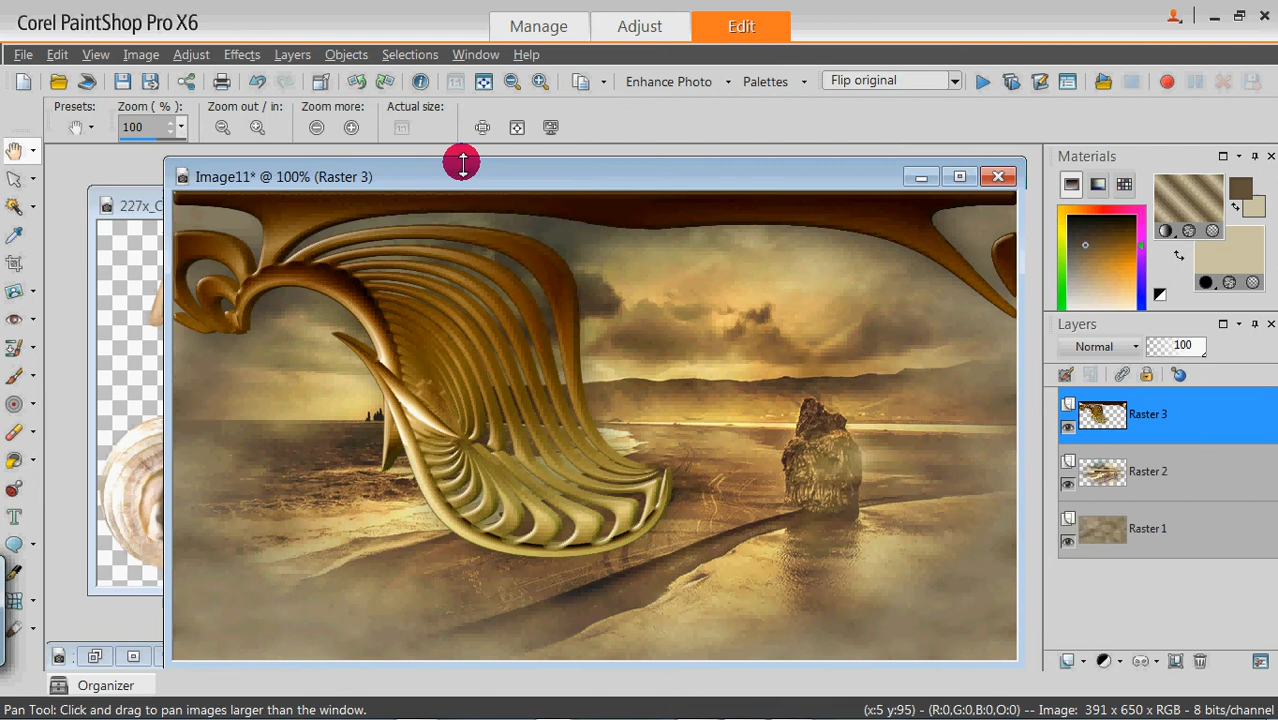 Corel PaintShop Pro X6
Manage
Adjust
Edit
File Edit View Image Adjust Effects Layers Objects Selections Window Help
Enhance Photo
Palettes
Flip original
Presets:
Zoom ( % ):
Zoom out / in:
Zoom more:
Actual size:
100
1:1
Materials
Image11* @ 100% (Raster 3)
227x_C
Layers
Normal
100
Raster 3
Raster 2
Raster 1
Organizer
Pan Tool: Click and drag to pan images larger than the window.
(x:5 y:95) -- (R:0,G:0,B:0,O:0) -- Image: 391 x 650 x RGB - 8 bits/channel